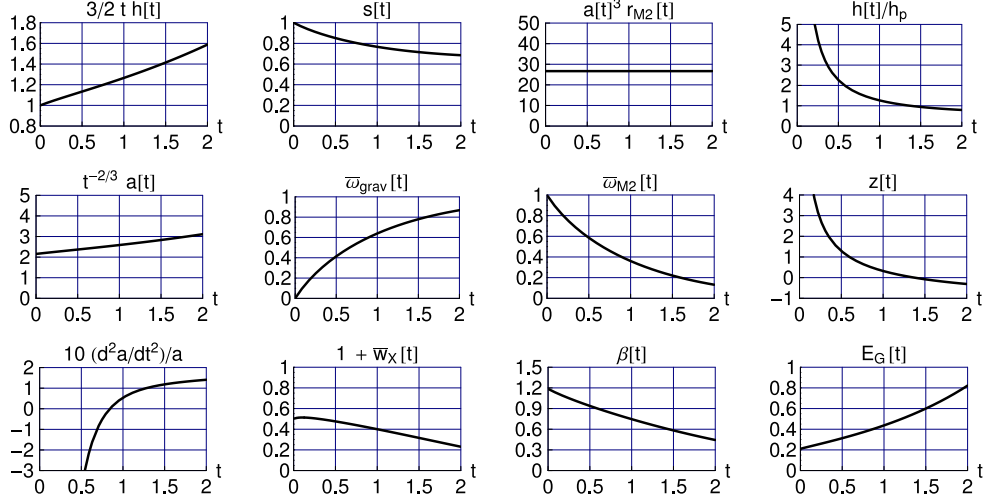 3/2 t h[t]
1.8
1.6
1.4
1.2
1
0.8
0 0.5 1 1.5 2 t
s[t]
1
0.8
0.6
0.4
0.2
0 0.5 1 1.5 2 t
a[t]³ r_M2[t]
50
40
30
20
10
0
0 0.5 1 1.5 2 t
h[t]/h_p
5
4
3
2
1
0
0 0.5 1 1.5 2 t
t^−2/3 a[t]
5
4
3
2
1
0
0 0.5 1 1.5 2 t
ω̅_grav[t]
1
0.8
0.6
0.4
0.2
0
0 0.5 1 1.5 2 t
ω̅_M2[t]
1
0.8
0.6
0.4
0.2
0 0.5 1 1.5 2 t
z[t]
4
3
2
1
0
−1
0 0.5 1 1.5 2 t
10 (d²a/dt²)/a
2
1
0
−1
−2
−3
0 0.5 1 1.5 2 t
1 + w̅_X[t]
1
0.8
0.6
0.4
0.2
0
0 0.5 1 1.5 2 t
β[t]
1.5
1.2
0.9
0.6
0.3
0
0 0.5 1 1.5 2 t
E_G[t]
1
0.8
0.6
0.4
0.2
0
0 0.5 1 1.5 2 t